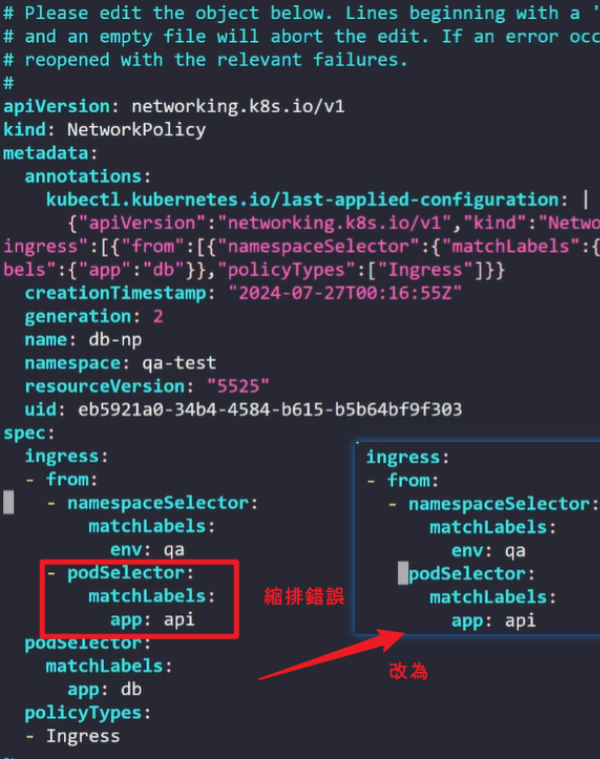 # Please edit the object below. Lines beginning with a '
# and an empty file will abort the edit. If an error occ
# reopened with the relevant failures.
#
apiVersion: networking.k8s.io/v1
kind: NetworkPolicy
metadata:
  annotations:
    kubectl.kubernetes.io/last-applied-configuration: |
      {"apiVersion":"networking.k8s.io/v1","kind":"Netwo
ingress":[{"from":[{"namespaceSelector":{"matchLabels":{
bels":{"app":"db"}},"policyTypes":["Ingress"]}}
  creationTimestamp: "2024-07-27T00:16:55Z"
  generation: 2
  name: db-np
  namespace: qa-test
  resourceVersion: "5525"
  uid: eb5921a0-34b4-4584-b615-b5b64bf9f303
spec:
  ingress:
  - from:
    - namespaceSelector:
        matchLabels:
          env: qa
    - podSelector:
        matchLabels:
          app: api
  podSelector:
    matchLabels:
      app: db
  policyTypes:
  - Ingress
縮排錯誤
改為
ingress:
- from:
  - namespaceSelector:
      matchLabels:
        env: qa
    podSelector:
      matchLabels:
        app: api